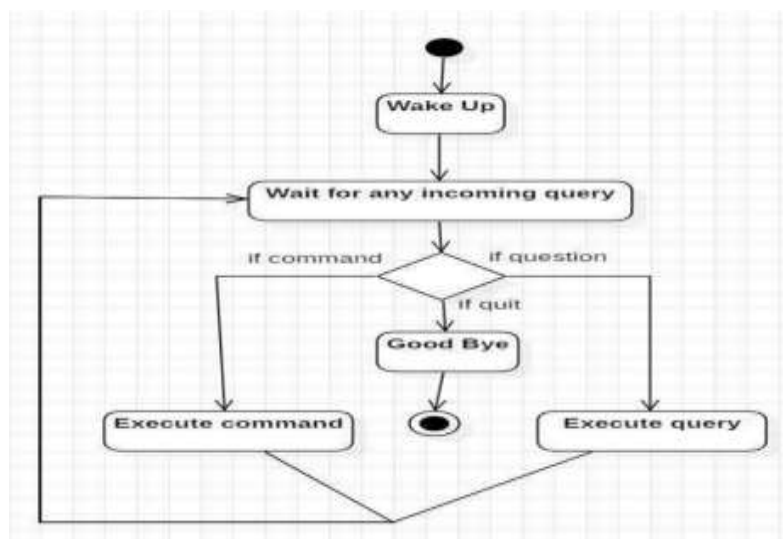 Wake Up
Wait for any incoming query
if command
if question
if quit
Good Bye
Execute command
Execute query